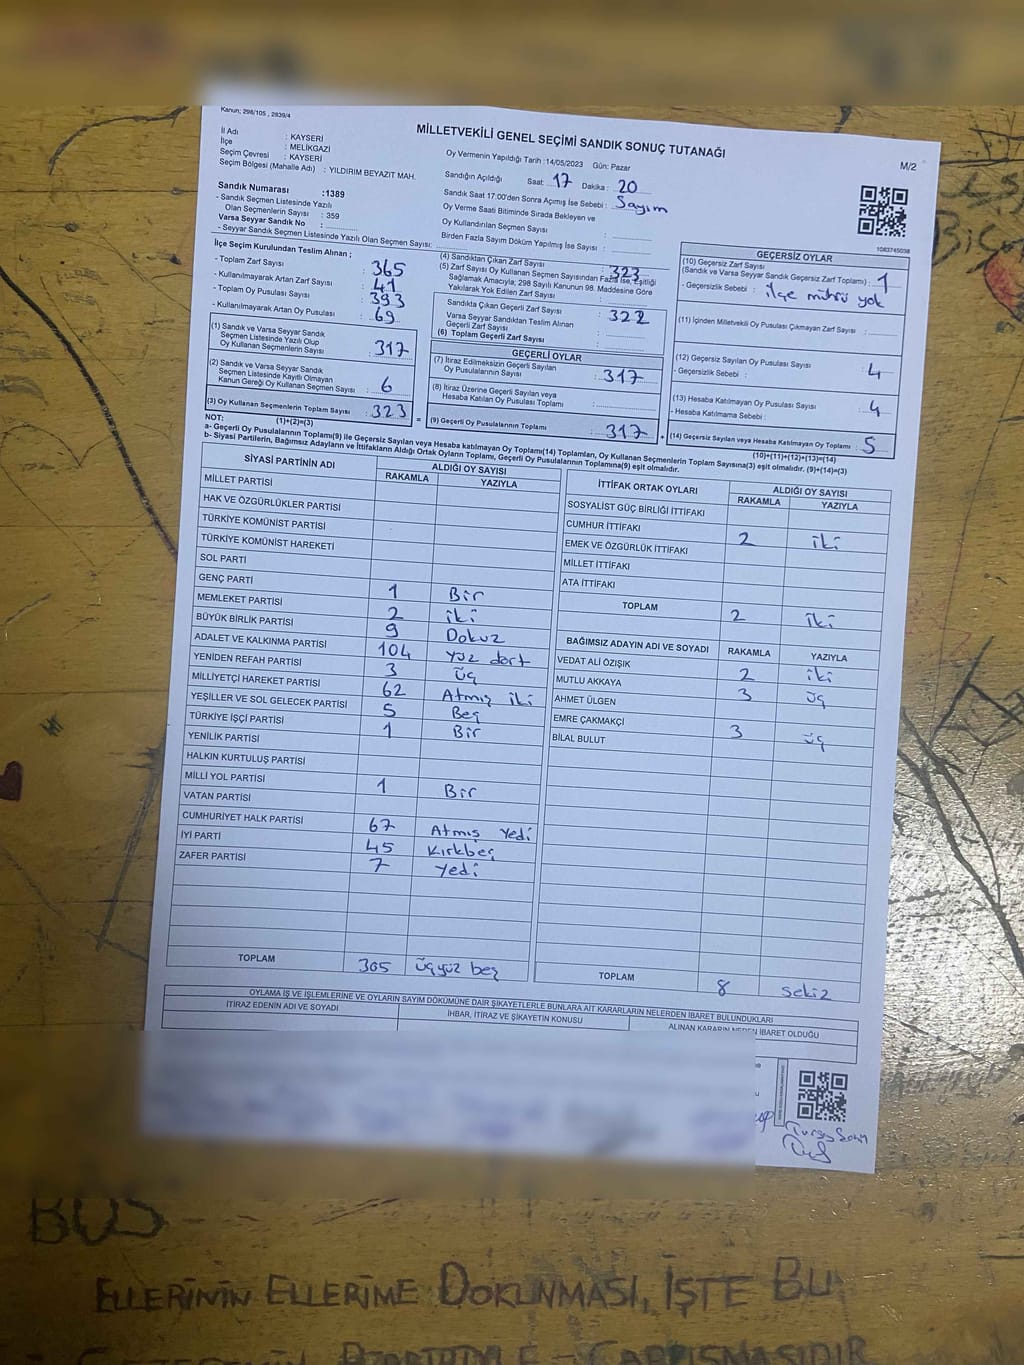 Kanun; 298/105 , 2839/4
MİLLETVEKİLİ GENEL SEÇİMİ SANDIK SONUÇ TUTANAĞI
M/2
İl Adı : KAYSERİ
İlçe : MELİKGAZİ
Seçim Çevresi : KAYSERİ
Seçim Bölgesi (Mahalle Adı) : YILDIRIM BEYAZIT MAH.
Sandık Numarası :1389
- Sandık Seçmen Listesinde Yazılı
Olan Seçmenlerin Sayısı : 359
Varsa Seyyar Sandık No :
- Seyyar Sandık Seçmen Listesinde Yazılı Olan Seçmen Sayısı:
Oy Vermenin Yapıldığı Tarih :14/05/2023 Gün: Pazar
Sandığın Açıldığı Saat: 17 Dakika : 20
Sandık Saat 17:00'den Sonra Açılmış İse Sebebi : Sayım
Oy Verme Saati Bitiminde Sırada Bekleyen ve
Oy Kullandırılan Seçmen Sayısı :
Birden Fazla Sayım Döküm Yapılmış İse Sayısı :
1083745098
İlçe Seçim Kurulundan Teslim Alınan ;
- Toplam Zarf Sayısı : 365
- Kullanılmayarak Artan Zarf Sayısı : 41
- Toplam Oy Pusulası Sayısı : 393
- Kullanılmayarak Artan Oy Pusulası : 69
(1) Sandık ve Varsa Seyyar Sandık
Seçmen Listesinde Yazılı Olup
Oy Kullanan Seçmenlerin Sayısı : 317
(2) Sandık ve Varsa Seyyar Sandık
Seçmen Listesinde Kayıtlı Olmayan
Kanun Gereği Oy Kullanan Seçmen Sayısı : 6
(3) Oy Kullanan Seçmenlerin Toplam Sayısı : 323
(1)+(2)=(3)
(4) Sandıktan Çıkan Zarf Sayısı : 323
(5) Zarf Sayısı Oy Kullanan Seçmen Sayısından Fazla İse, Eşitliği
Sağlamak Amacıyla; 298 Sayılı Kanunun 98. Maddesine Göre
Yakılarak Yok Edilen Zarf Sayısı :
Sandıkta Çıkan Geçerli Zarf Sayısı : 322
Varsa Seyyar Sandıktan Teslim Alınan
Geçerli Zarf Sayısı :
(6) Toplam Geçerli Zarf Sayısı :
GEÇERLİ OYLAR
(7) İtiraz Edilmeksizin Geçerli Sayılan
Oy Pusulalarının Sayısı : 317
(8) İtiraz Üzerine Geçerli Sayılan veya
Hesaba Katılan Oy Pusulası Toplamı :
(9) Geçerli Oy Pusulalarının Toplamı : 317
GEÇERSİZ OYLAR
(10) Geçersiz Zarf Sayısı
(Sandık ve Varsa Seyyar Sandık Geçersiz Zarf Toplamı) : 1
- Geçersizlik Sebebi : ilçe mührü yok
(11) İçinden Milletvekili Oy Pusulası Çıkmayan Zarf Sayısı :
(12) Geçersiz Sayılan Oy Pusulası Sayısı : 4
- Geçersizlik Sebebi :
(13) Hesaba Katılmayan Oy Pusulası Sayısı : 4
- Hesaba Katılmama Sebebi :
(14) Geçersiz Sayılan veya Hesaba Katılmayan Oy Toplamı : 5
(10)+(11)+(12)+(13)=(14)
NOT:
a- Geçerli Oy Pusulalarının Toplamı(9) ile Geçersiz Sayılan veya Hesaba katılmayan Oy Toplamı(14) Toplamları, Oy Kullanan Seçmenlerin Toplam Sayısına(3) eşit olmalıdır. (9)+(14)=(3)
b- Siyasi Partilerin, Bağımsız Adayların ve İttifakların Aldığı Ortak Oyların Toplamı, Geçerli Oy Pusulalarının Toplamına(9) eşit olmalıdır.
SİYASİ PARTİNİN ADI ALDIĞI OY SAYISI
RAKAMLA YAZIYLA
MİLLET PARTİSİ
HAK VE ÖZGÜRLÜKLER PARTİSİ
TÜRKİYE KOMÜNİST PARTİSİ
TÜRKİYE KOMÜNİST HAREKETİ
SOL PARTİ
GENÇ PARTİ
MEMLEKET PARTİSİ 1 Bir
BÜYÜK BİRLİK PARTİSİ 2 iki
ADALET VE KALKINMA PARTİSİ 9 Dokuz
YENİDEN REFAH PARTİSİ 104 Yüz dört
MİLLİYETÇİ HAREKET PARTİSİ 3 üç
YEŞİLLER VE SOL GELECEK PARTİSİ 62 Atmış iki
TÜRKİYE İŞÇİ PARTİSİ 5 Beş
YENİLİK PARTİSİ 1 Bir
HALKIN KURTULUŞ PARTİSİ
MİLLİ YOL PARTİSİ
VATAN PARTİSİ 1 Bir
CUMHURİYET HALK PARTİSİ 67 Atmış Yedi
İYİ PARTİ 45 Kırkbeş
ZAFER PARTİSİ 7 Yedi
TOPLAM 305 üçyüz beş
İTTİFAK ORTAK OYLARI ALDIĞI OY SAYISI
RAKAMLA YAZIYLA
SOSYALİST GÜÇ BİRLİĞİ İTTİFAKI
CUMHUR İTTİFAKI 2 iki
EMEK VE ÖZGÜRLÜK İTTİFAKI
MİLLET İTTİFAKI
ATA İTTİFAKI
TOPLAM 2 iki
BAĞIMSIZ ADAYIN ADI VE SOYADI RAKAMLA YAZIYLA
VEDAT ALİ ÖZIŞIK 2 iki
MUTLU AKKAYA 3 üç
AHMET ÜLGEN
EMRE ÇAKMAKÇİ 3 üç
BİLAL BULUT
TOPLAM 8 sekiz
OYLAMA İŞ VE İŞLEMLERİNE VE OYLARIN SAYIM DÖKÜMÜNE DAİR ŞİKAYETLERLE BUNLARA AİT KARARLARIN NELERDEN İBARET BULUNDUKLARI
İTİRAZ EDENİN ADI VE SOYADI İHBAR, İTİRAZ VE ŞİKAYETİN KONUSU ALINAN KARARIN NEDEN İBARET OLDUĞU
BUS
ELLERİNİN ELLERİME DOKUNMASI, İŞTE BU